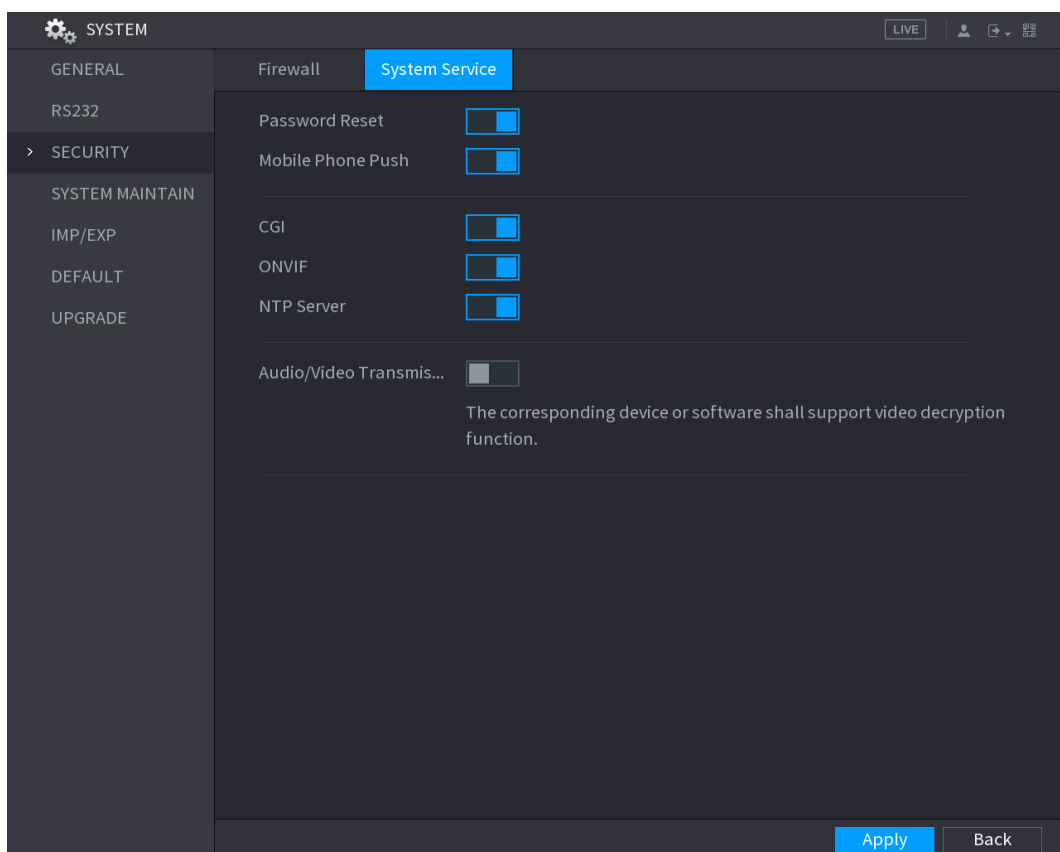 SYSTEM
LIVE
GENERAL
RS232
SECURITY
SYSTEM MAINTAIN
IMP/EXP
DEFAULT
UPGRADE
Firewall
System Service
Password Reset
Mobile Phone Push
CGI
ONVIF
NTP Server
Audio/Video Transmis...
The corresponding device or software shall support video decryption
function.
Apply
Back